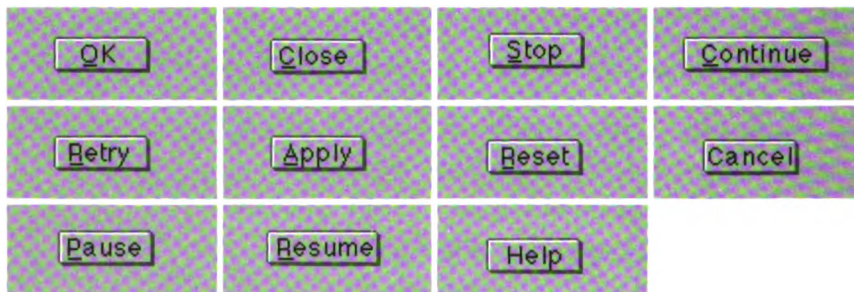 OK Close Stop Continue
Retry Apply Reset Cancel
Pause Resume Help